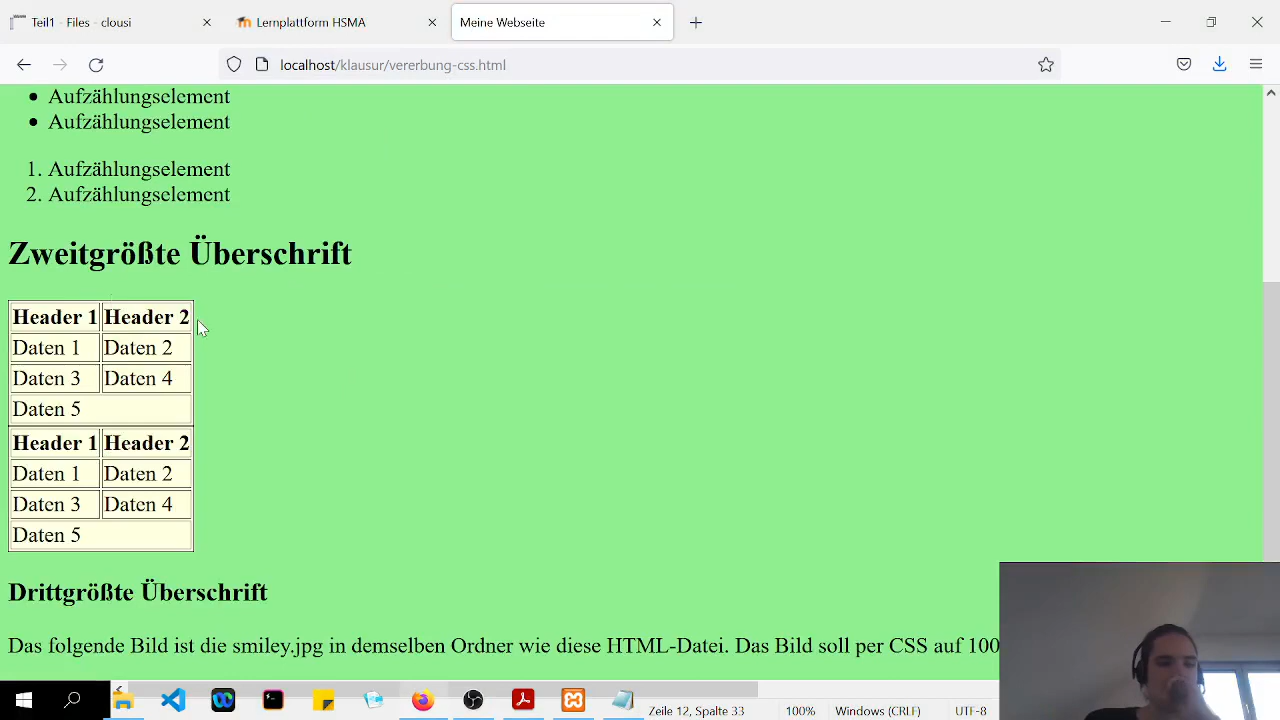 Teil1 - Files - clousi
Lernplattform HSMA
Meine Webseite
localhost/klausur/vererbung-css.html
• Aufzählungselement
• Aufzählungselement
1. Aufzählungselement
2. Aufzählungselement
Zweitgrößte Überschrift
Header 1 Header 2
Daten 1 Daten 2
Daten 3 Daten 4
Daten 5
Header 1 Header 2
Daten 1 Daten 2
Daten 3 Daten 4
Daten 5
Drittgrößte Überschrift
Das folgende Bild ist die smiley.jpg in demselben Ordner wie diese HTML-Datei. Das Bild soll per CSS auf 100
Zeile 12, Spalte 33 100% Windows (CRLF) UTF-8